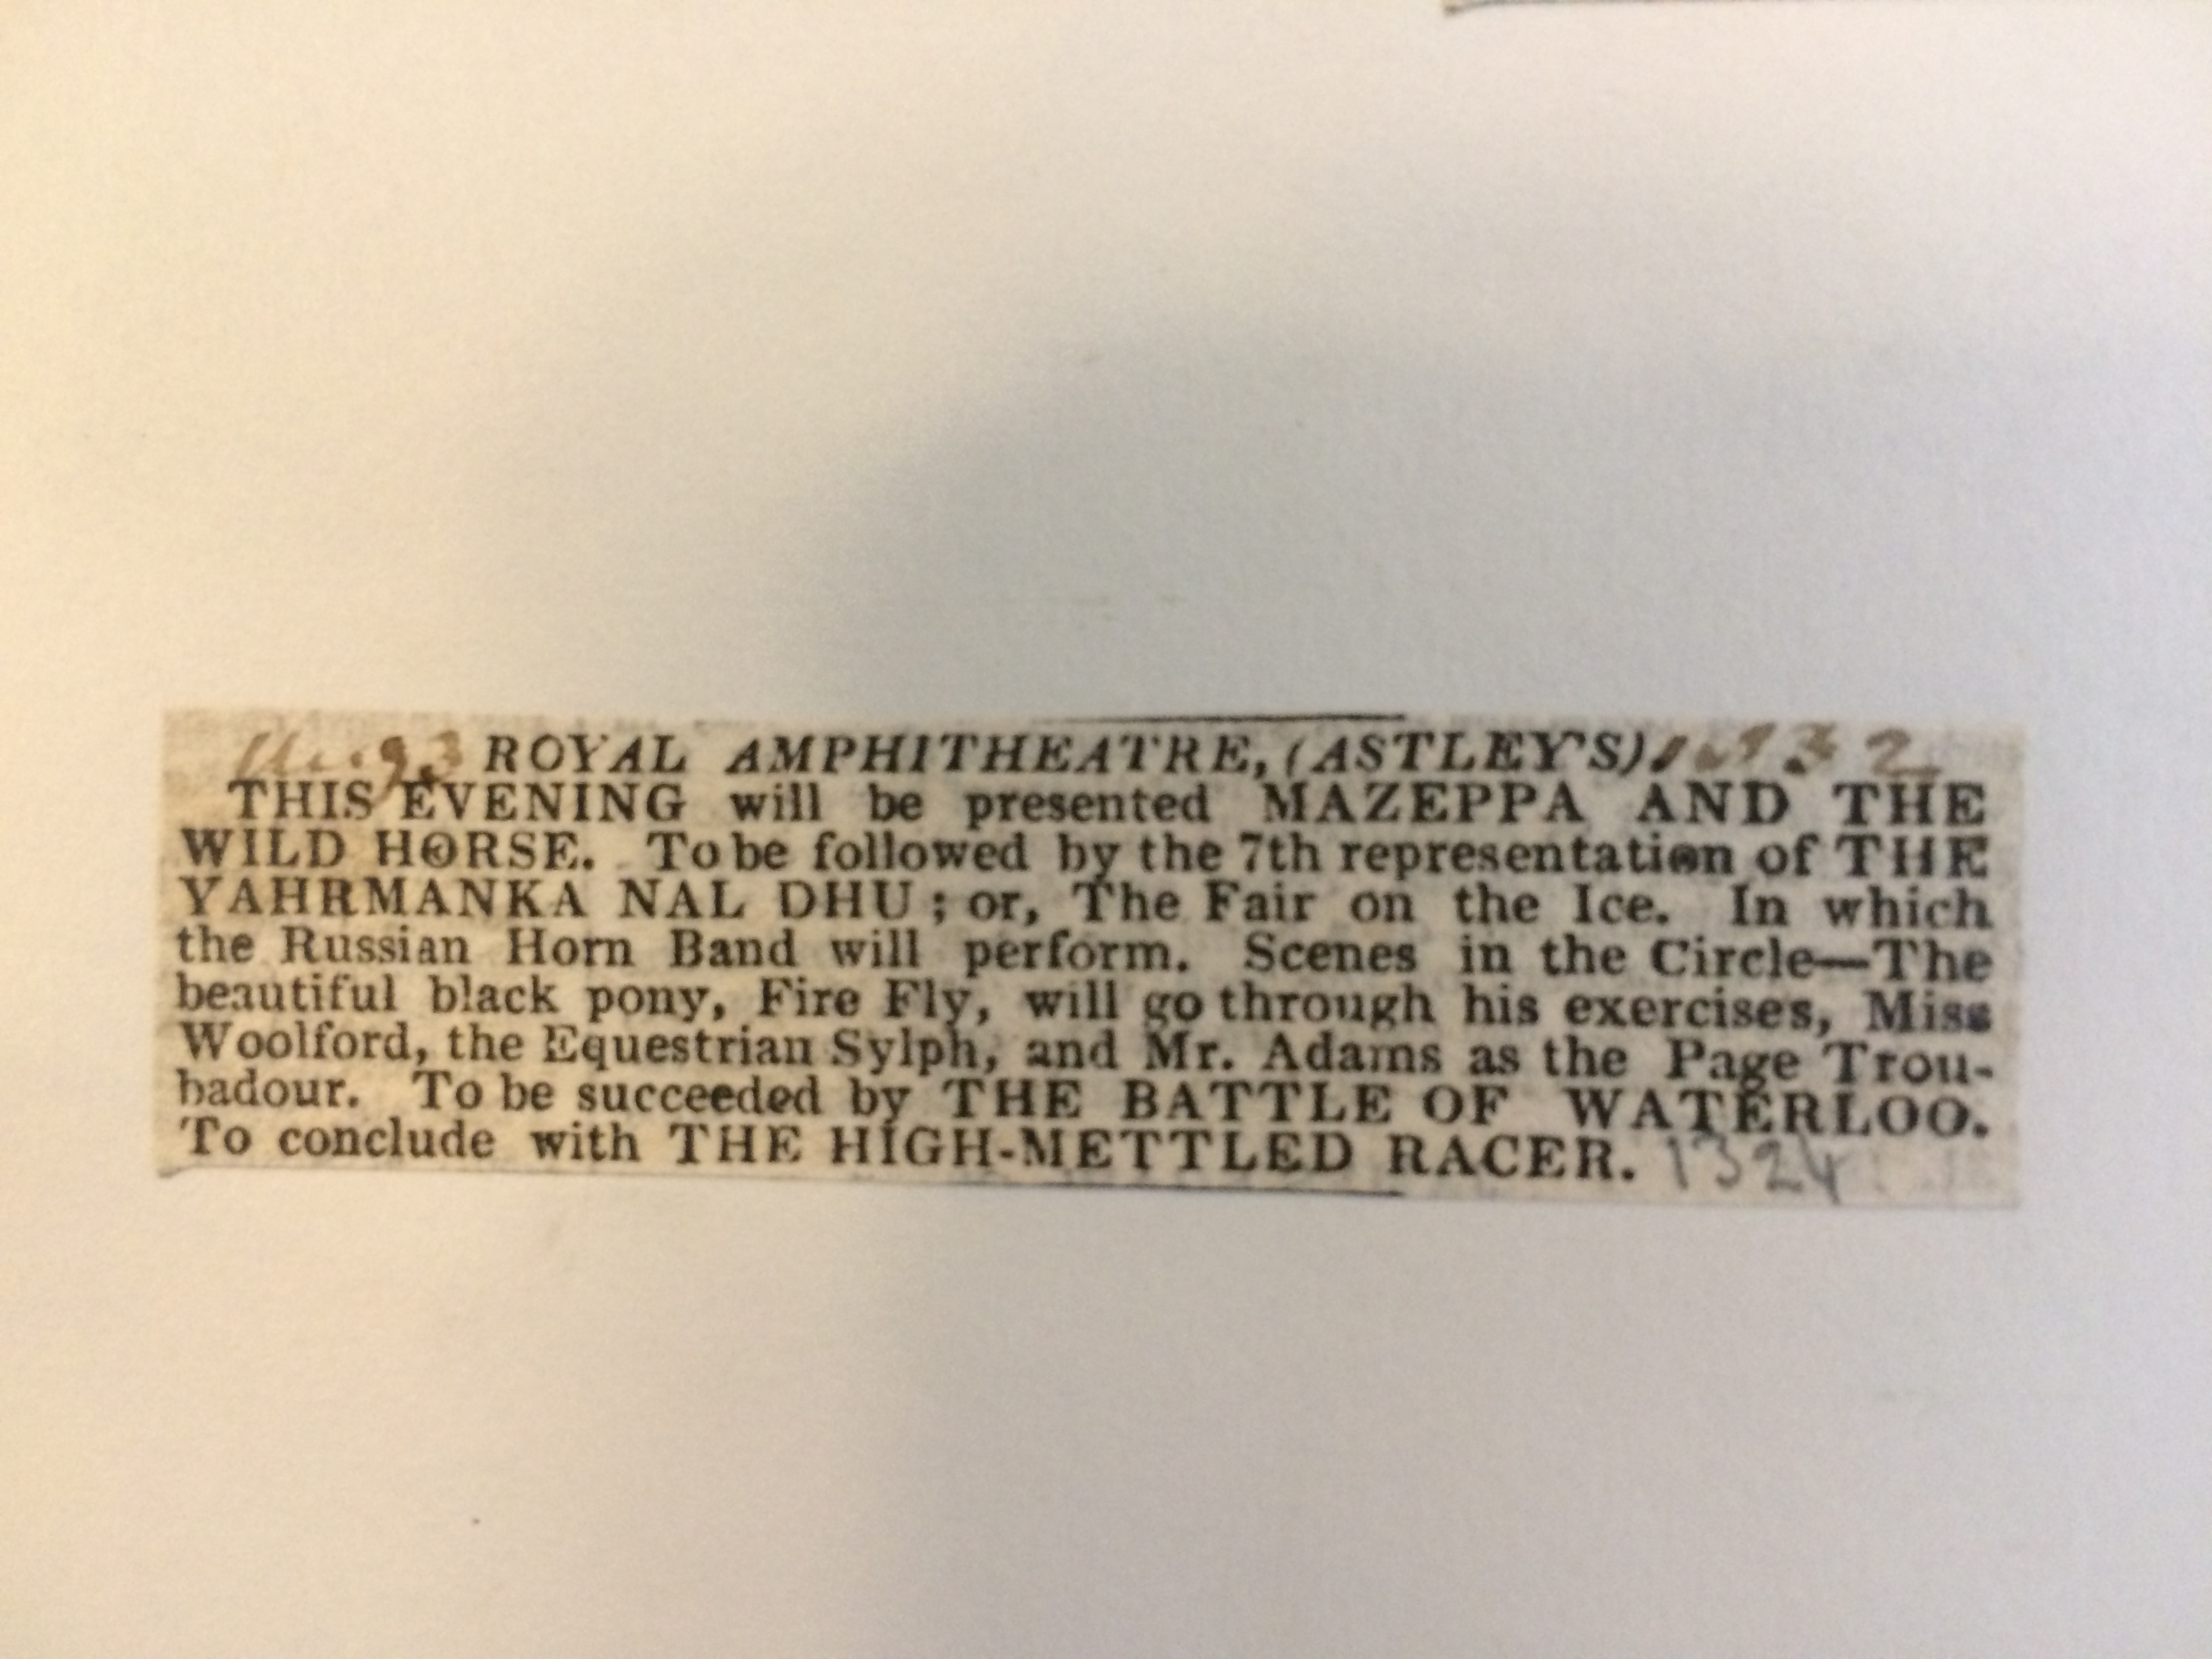 Aug 3 ROYAL AMPHITHEATRE, (ASTLEY'S). 1832
THIS EVENING will be presented MAZEPPA AND THE
WILD HORSE. To be followed by the 7th representation of THE
YAHRMANKA NAL DHU ; or, The Fair on the Ice. In which
the Russian Horn Band will perform. Scenes in the Circle—The
beautiful black pony, Fire Fly, will go through his exercises, Miss
Woolford, the Equestrian Sylph, and Mr. Adams as the Page Trou-
badour. To be succeeded by THE BATTLE OF WATERLOO.
To conclude with THE HIGH-METTLED RACER. 1324